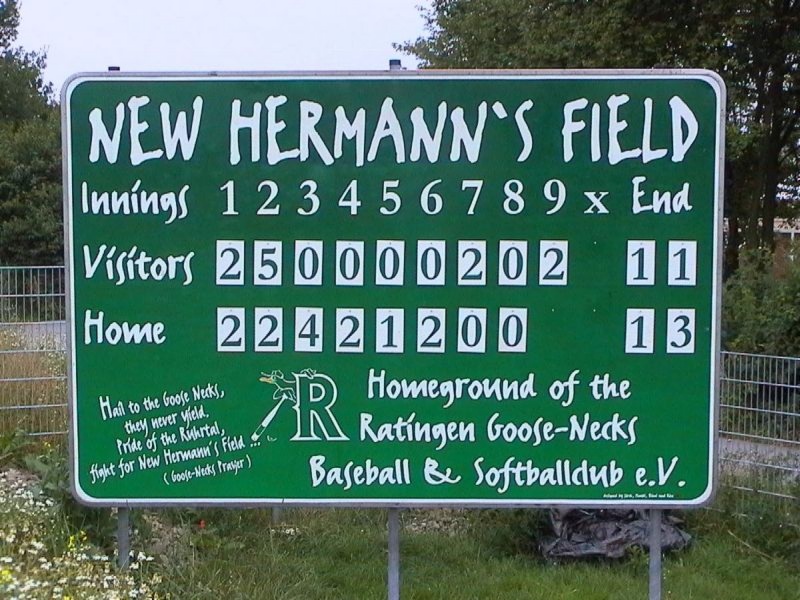 NEW HERMANN`S FIELD
Innings 1 2 3 4 5 6 7 8 9 x End
Visitors 2 5 0 0 0 0 2 0 2 1 1
Home 2 2 4 2 1 2 0 0 1 3
Hail to the Goose Necks,
they never yield.
Pride of the Ruhrtal,
fight for New Hermann's Field ...
( Goose-Necks Prayer )
R
Homeground of the
Ratingen Goose-Necks
Baseball & Softballclub e.V.